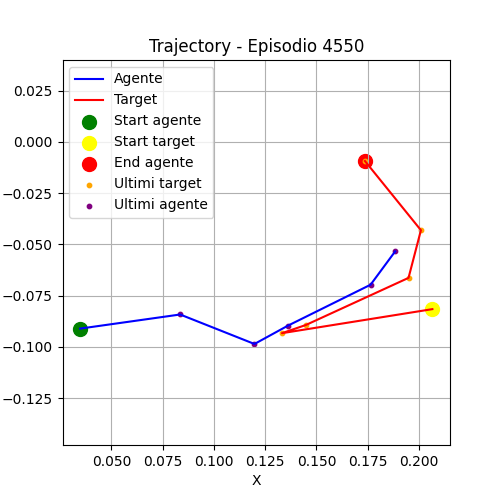 Trajectory - Episodio 4550
Agente
Target
Start agente
Start target
End agente
Ultimi target
Ultimi agente
0.025
0.000
−0.025
−0.050
−0.075
−0.100
−0.125
0.050 0.075 0.100 0.125 0.150 0.175 0.200
X